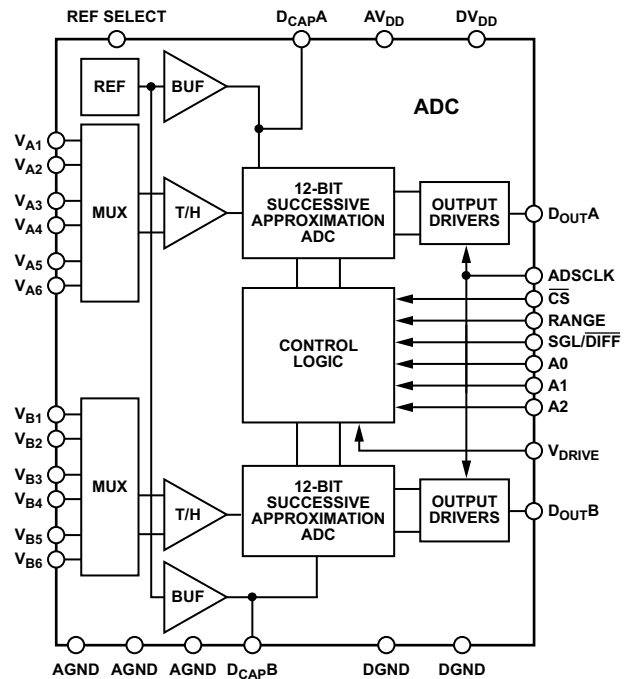 REF SELECT
DCAPA
AVDD
DVDD
REF
BUF
ADC
VA1
VA2
VA3
VA4
VA5
VA6
MUX
T/H
12-BIT
SUCCESSIVE
APPROXIMATION
ADC
OUTPUT
DRIVERS
DOUTA
ADSCLK
CS
RANGE
SGL/DIFF
A0
A1
A2
VDRIVE
CONTROL
LOGIC
VB1
VB2
VB3
VB4
VB5
VB6
MUX
T/H
12-BIT
SUCCESSIVE
APPROXIMATION
ADC
OUTPUT
DRIVERS
DOUTB
BUF
AGND
AGND
AGND
DCAPB
DGND
DGND